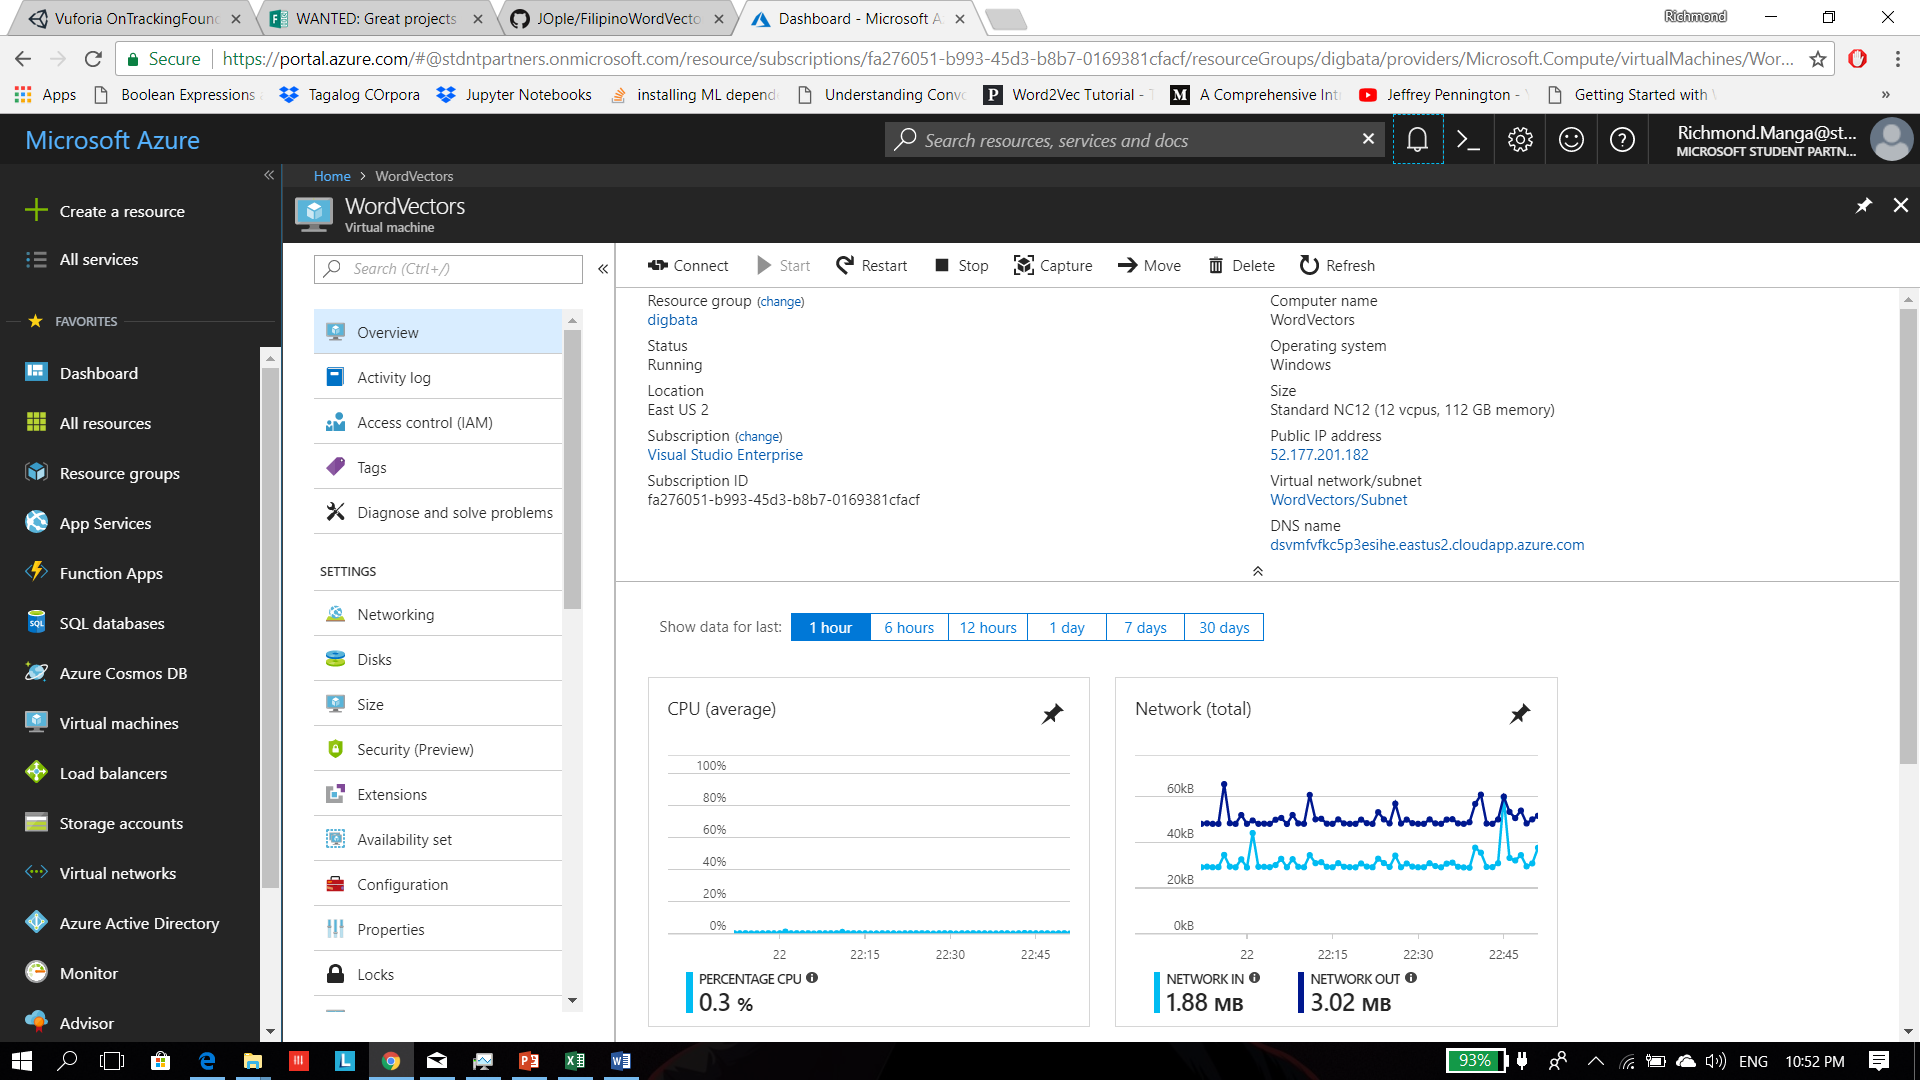 Vuforia OnTrackingFoun
WANTED: Great projects
JOple/FilipinoWordVecto
Dashboard - Microsoft A
Richmond
Secure
https://portal.azure.com/#@stdntpartners.onmicrosoft.com/resource/subscriptions/fa276051-b993-45d3-b8b7-0169381cfacf/resourceGroups/digbata/providers/Microsoft.Compute/virtualMachines/Wor...
Apps
Boolean Expressions
Tagalog COrpora
Jupyter Notebooks
installing ML depend
Understanding Conv
Word2Vec Tutorial -
A Comprehensive Int
Jeffrey Pennington -
Getting Started with
»
Microsoft Azure
Search resources, services and docs
Richmond.Manga@st...
MICROSOFT STUDENT PARTN...
Home > WordVectors
WordVectors
Virtual machine
Create a resource
All services
FAVORITES
Dashboard
All resources
Resource groups
App Services
Function Apps
SQL databases
Azure Cosmos DB
Virtual machines
Load balancers
Storage accounts
Virtual networks
Azure Active Directory
Monitor
Advisor
Search (Ctrl+/)
Overview
Activity log
Access control (IAM)
Tags
Diagnose and solve problems
SETTINGS
Networking
Disks
Size
Security (Preview)
Extensions
Availability set
Configuration
Properties
Locks
Connect
Start
Restart
Stop
Capture
Move
Delete
Refresh
Resource group (change)
digbata
Status
Running
Location
East US 2
Subscription (change)
Visual Studio Enterprise
Subscription ID
fa276051-b993-45d3-b8b7-0169381cfacf
Computer name
WordVectors
Operating system
Windows
Size
Standard NC12 (12 vcpus, 112 GB memory)
Public IP address
52.177.201.182
Virtual network/subnet
WordVectors/Subnet
DNS name
dsvmfvfkc5p3esihe.eastus2.cloudapp.azure.com
Show data for last:
1 hour
6 hours
12 hours
1 day
7 days
30 days
CPU (average)
100%
80%
60%
40%
20%
0%
22
22:15
22:30
22:45
PERCENTAGE CPU
0.3 %
Network (total)
60kB
40kB
20kB
0kB
22
22:15
22:30
22:45
NETWORK IN
1.88 MB
NETWORK OUT
3.02 MB
93%
ENG
10:52 PM